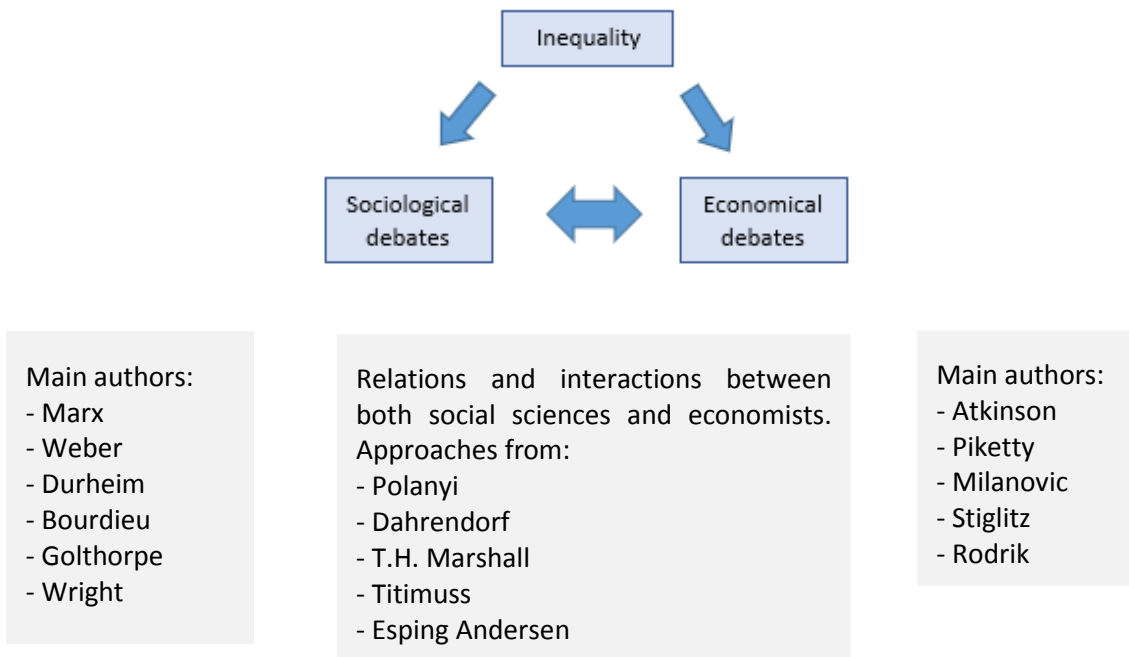 Inequality
Sociological
debates
Economical
debates
Main authors:
- Marx
- Weber
- Durheim
- Bourdieu
- Golthorpe
- Wright
Relations and interactions between
both social sciences and economists.
Approaches from:
- Polanyi
- Dahrendorf
- T.H. Marshall
- Titimuss
- Esping Andersen
Main authors:
- Atkinson
- Piketty
- Milanovic
- Stiglitz
- Rodrik